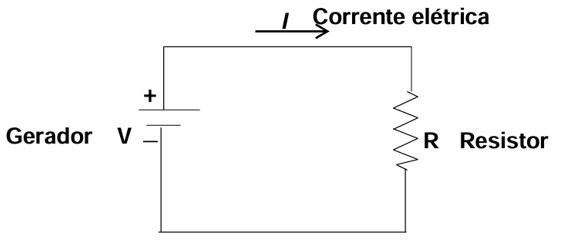 I Corrente elétrica
+
Gerador V
–
R Resistor